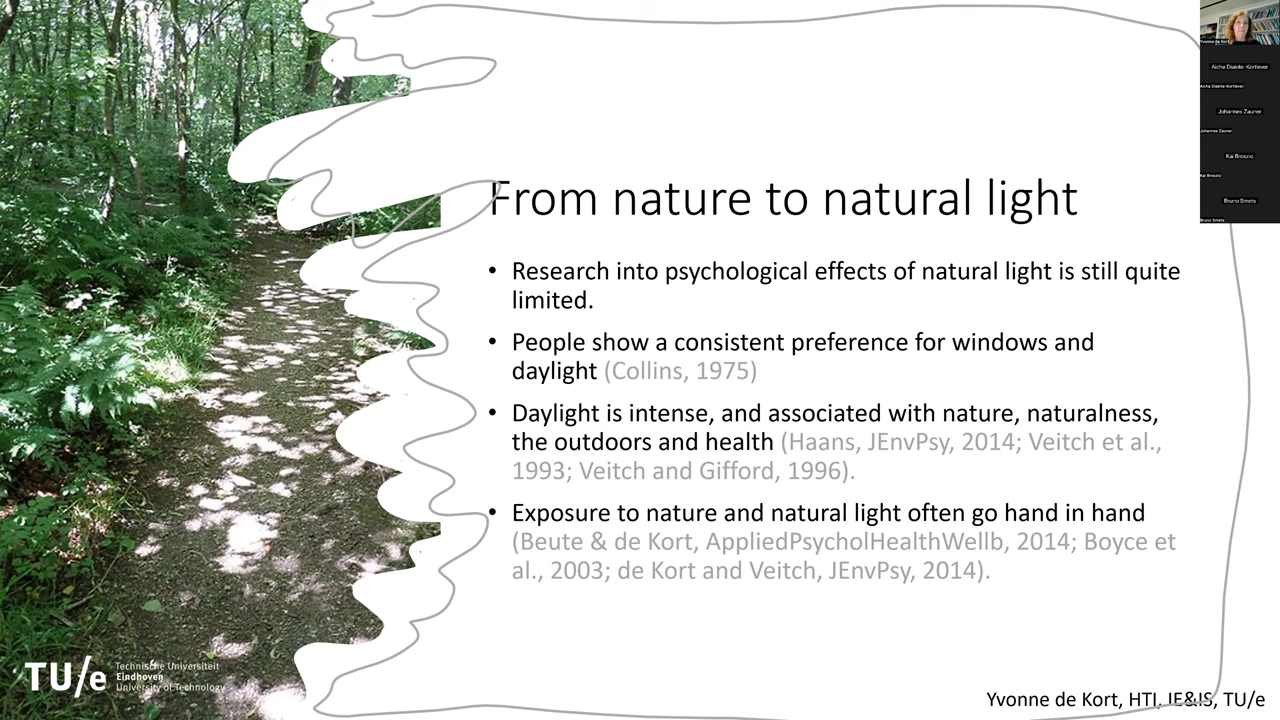 From nature to natural light
• Research into psychological effects of natural light is still quite
limited.
• People show a consistent preference for windows and
daylight (Collins, 1975)
• Daylight is intense, and associated with nature, naturalness,
the outdoors and health (Haans, JEnvPsy, 2014; Veitch et al.,
1993; Veitch and Gifford, 1996).
• Exposure to nature and natural light often go hand in hand
(Beute & de Kort, AppliedPsycholHealthWellb, 2014; Boyce et
al., 2003; de Kort and Veitch, JEnvPsy, 2014).
TU/e
Technische Universiteit
Eindhoven
University of Technology
Yvonne de Kort, HTI, IE&IS, TU/e
Yvonne de Kort
Aicha Diakite-Kortlever
Aicha Diakite-Kortlever
Johannes Zauner
Johannes Zauner
Kai Broszio
Kai Broszio
Bruno Smets
Bruno Smets